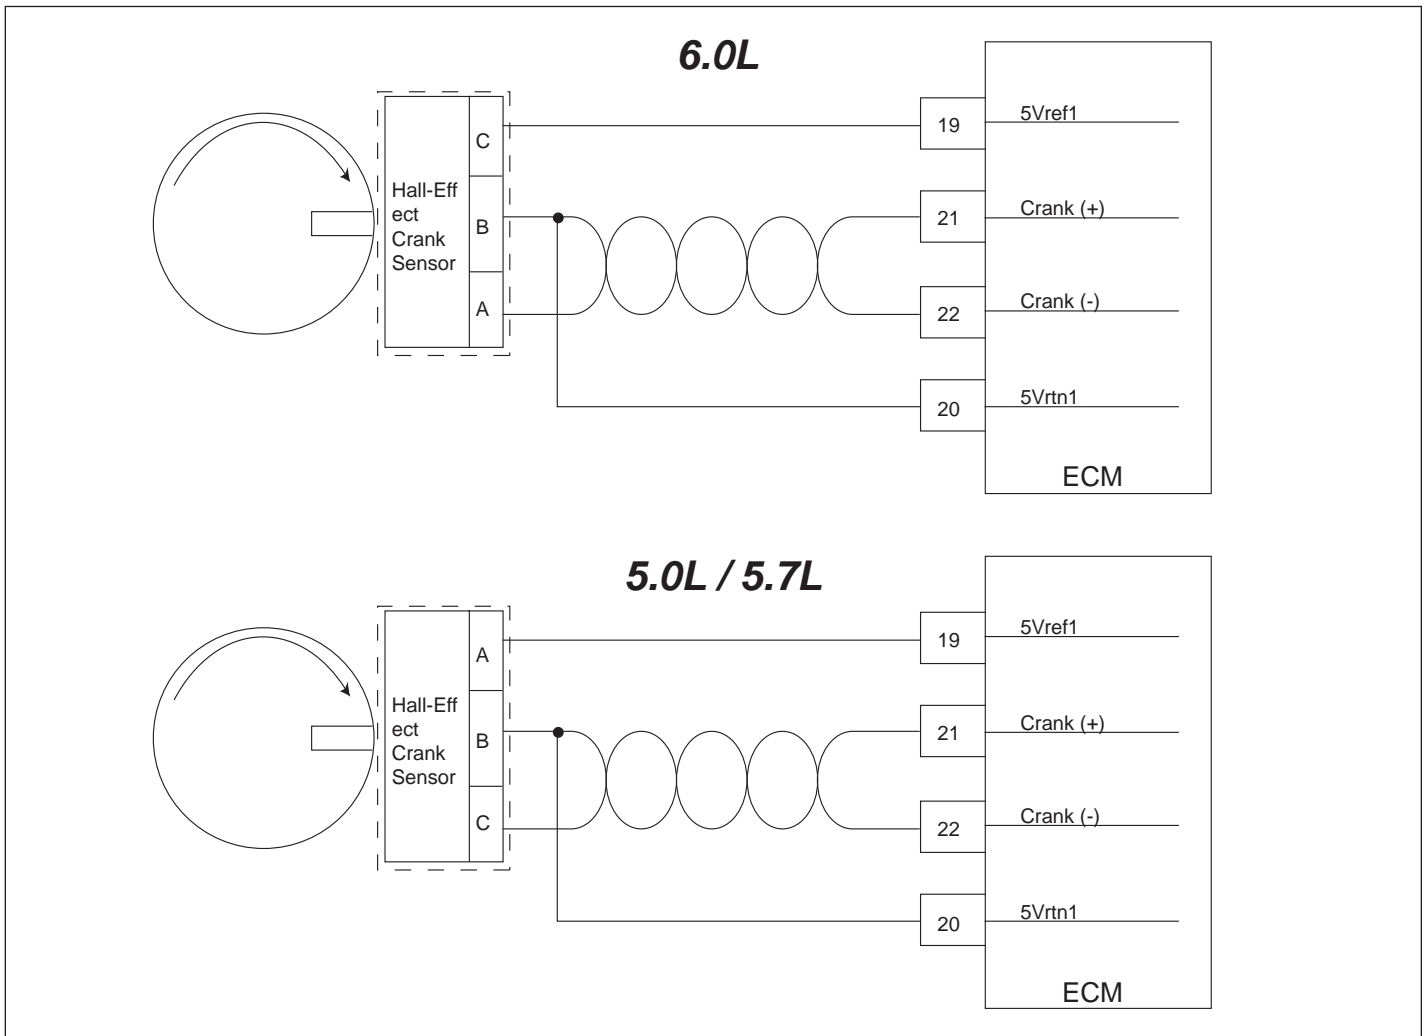 6.0L
C
19
5Vref1
Hall-Eff
ect
Crank
Sensor
B
21
Crank (+)
A
22
Crank (-)
20
5Vrtn1
ECM
5.0L / 5.7L
A
19
5Vref1
Hall-Eff
ect
Crank
Sensor
B
21
Crank (+)
C
22
Crank (-)
20
5Vrtn1
ECM